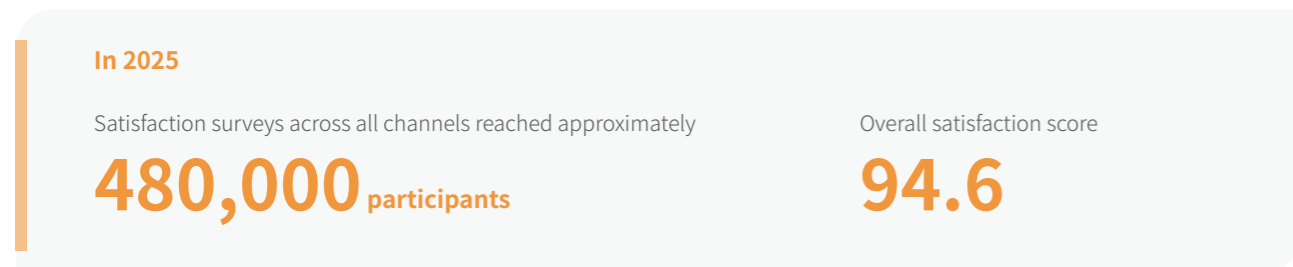 In 2025
Satisfaction surveys across all channels reached approximately
480,000 participants
Overall satisfaction score
94.6